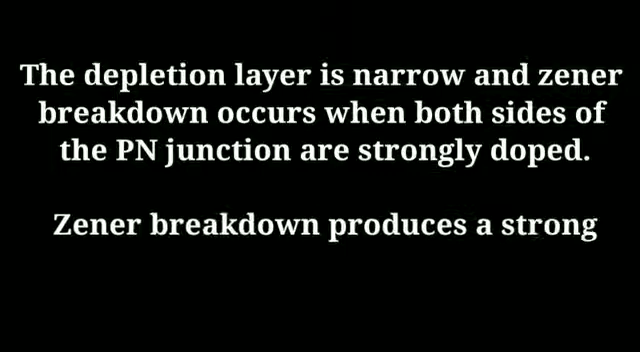 The depletion layer is narrow and zener
breakdown occurs when both sides of
the PN junction are strongly doped.
Zener breakdown produces a strong